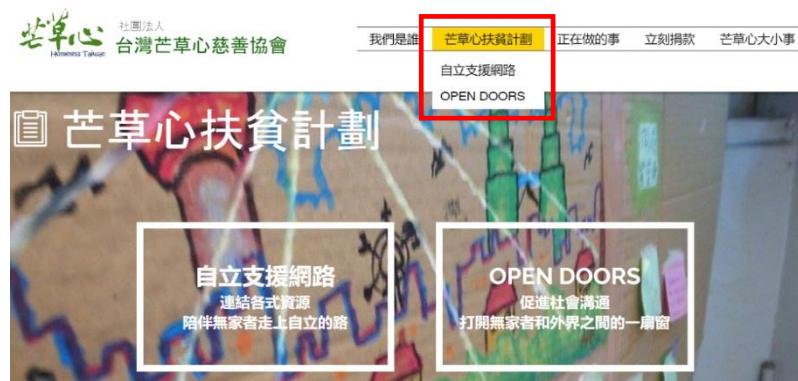 芒草心
Homeless Taiwan
社團法人
台灣芒草心慈善協會
我們是誰 芒草心扶貧計劃 正在做的事 立刻捐款 芒草心大小事
自立支援網路
OPEN DOORS
芒草心扶貧計劃
自立支援網路
連結各式資源
陪伴無家者走上自立的路
OPEN DOORS
促進社會溝通
打開無家者和外界之間的一扇窗